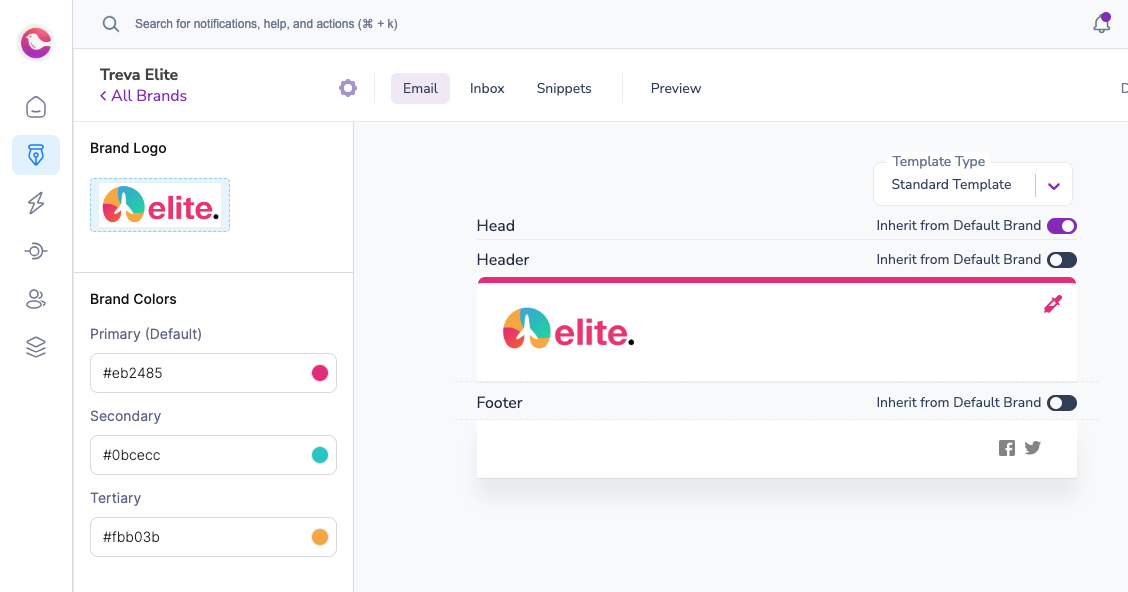 Search for notifications, help, and actions (⌘ + k)
Treva Elite
< All Brands
Email
Inbox
Snippets
Preview
D
Brand Logo
elite.
Brand Colors
Primary (Default)
#eb2485
Secondary
#0bcecc
Tertiary
#fbb03b
Template Type
Standard Template
Head
Inherit from Default Brand
Header
Inherit from Default Brand
elite.
Footer
Inherit from Default Brand